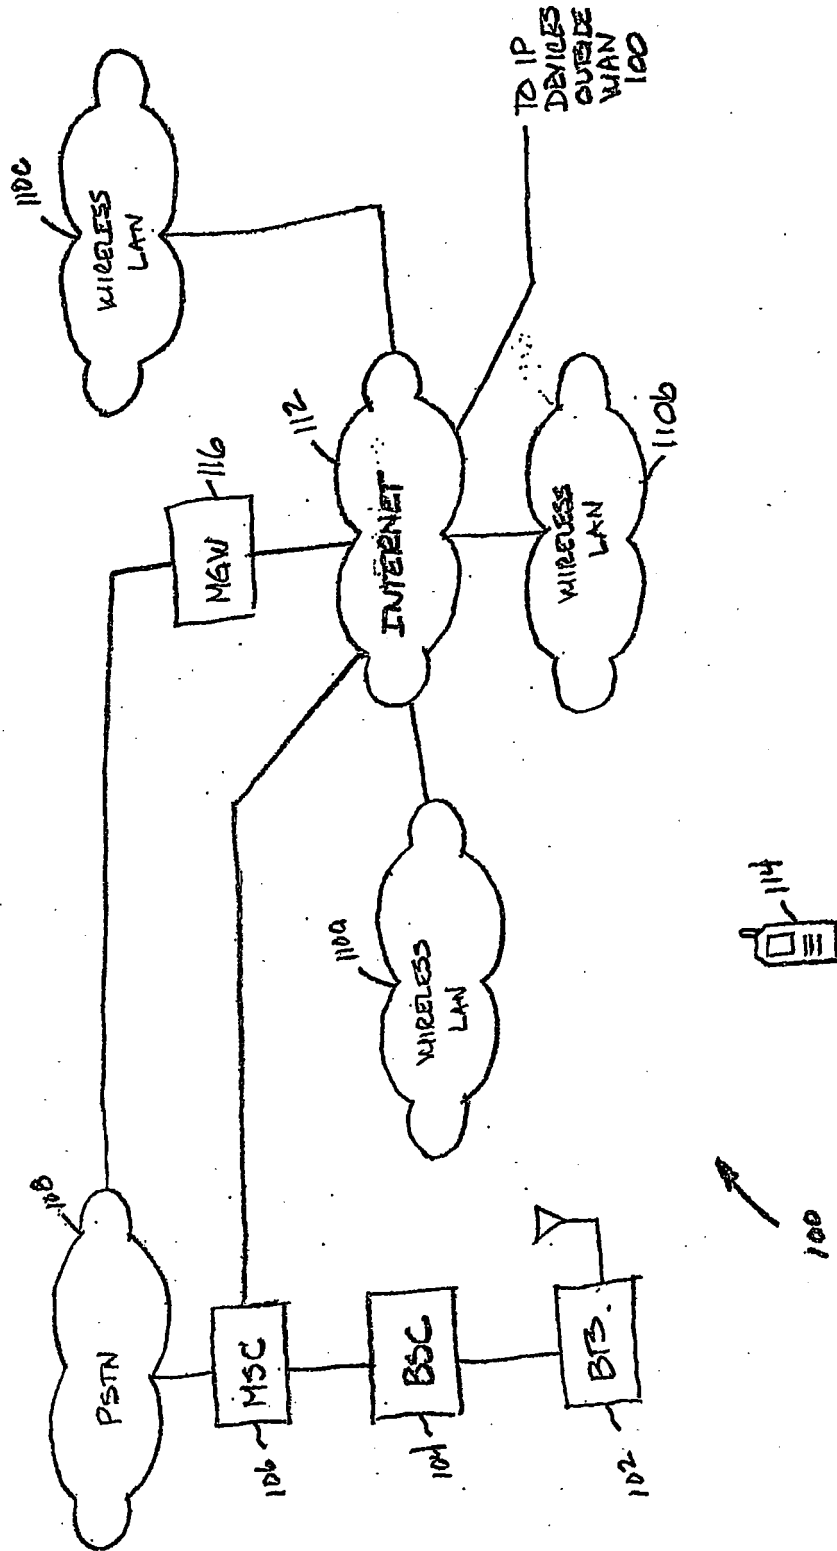 108
PSTN
116
MGW
110c
WIRELESS
LAN
106
MSC
112
INTERNET
104
BSC
110a
WIRELESS
LAN
WIRELESS
LAN
110b
TO IP
DEVICES
OUTSIDE
WAN
100
102
114
100